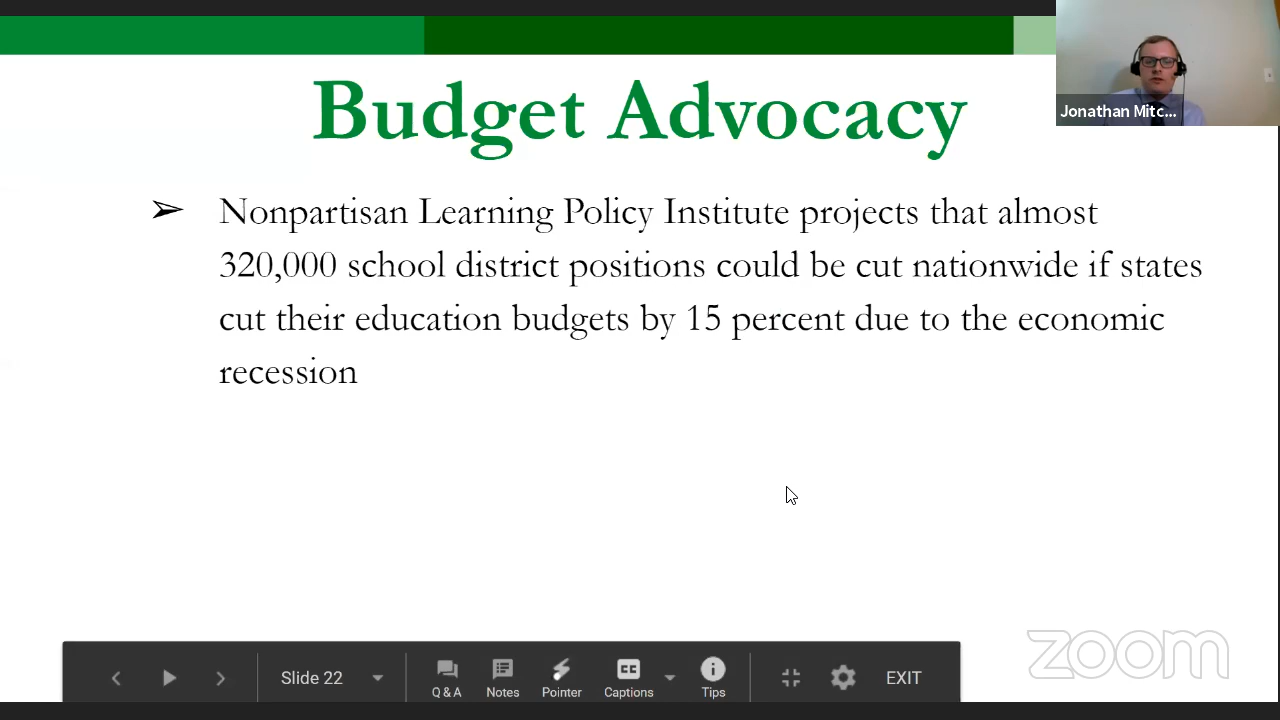 Budget Advocacy
Jonathan Mitc...
➢ Nonpartisan Learning Policy Institute projects that almost
320,000 school district positions could be cut nationwide if states
cut their education budgets by 15 percent due to the economic
recession
zoom
Slide 22
Q & A
Notes
Pointer
CC
Captions
Tips
EXIT